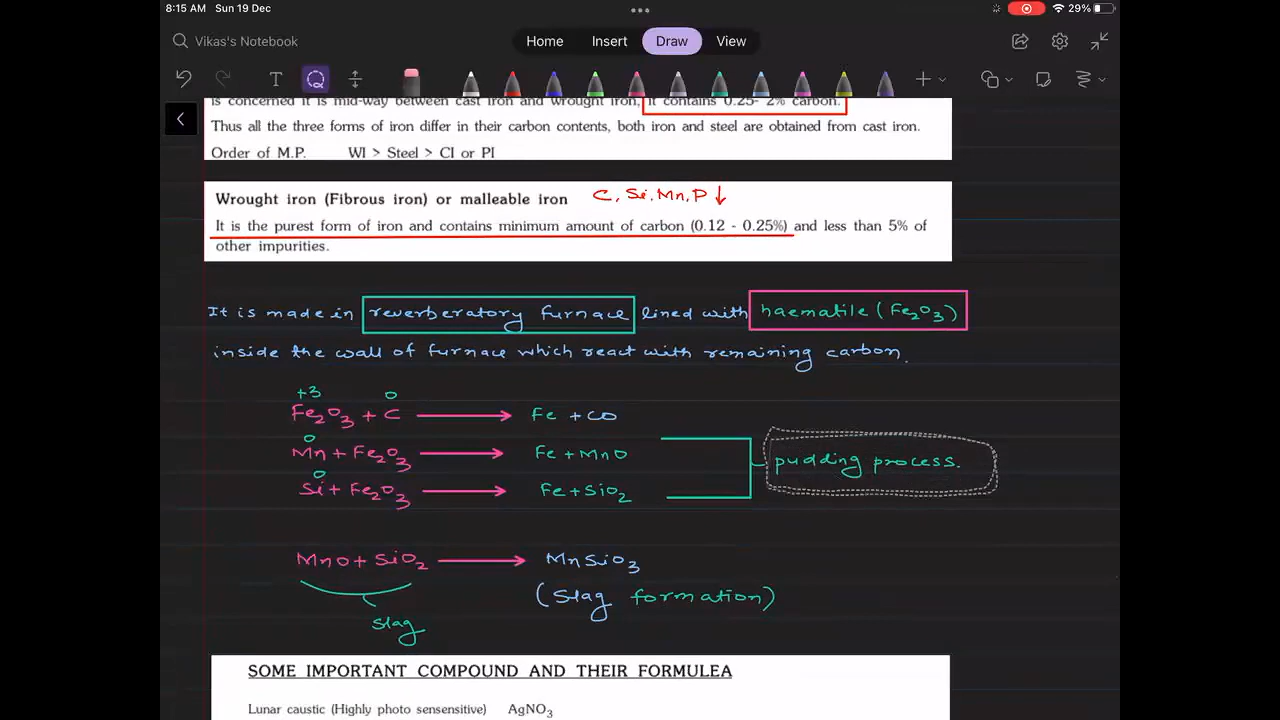 8:15 AM Sun 19 Dec
29%
Vikas's Notebook
Home Insert Draw View
is concerned it is mid-way between cast iron and wrought iron, it contains 0.25- 2% carbon.
Thus all the three forms of iron differ in their carbon contents, both iron and steel are obtained from cast iron.
Order of M.P. WI > Steel > CI or PI
Wrought iron (Fibrous iron) or malleable iron C, Si, Mn, P ↓
It is the purest form of iron and contains minimum amount of carbon (0.12 - 0.25%) and less than 5% of
other impurities.
It is made in reverberatory furnace lined with haematile (Fe₂O₃)
inside the wall of furnace which react with remaining carbon.
+3 0
Fe₂O₃ + C → Fe + CO
0
Mn + Fe₂O₃ → Fe + MnO
pudding process.
0
Si + Fe₂O₃ → Fe + SiO₂
MnO + SiO₂ → MnSiO₃
(Slag formation)
Slag
SOME IMPORTANT COMPOUND AND THEIR FORMULEA
Lunar caustic (Highly photo sensensitive) AgNO₃